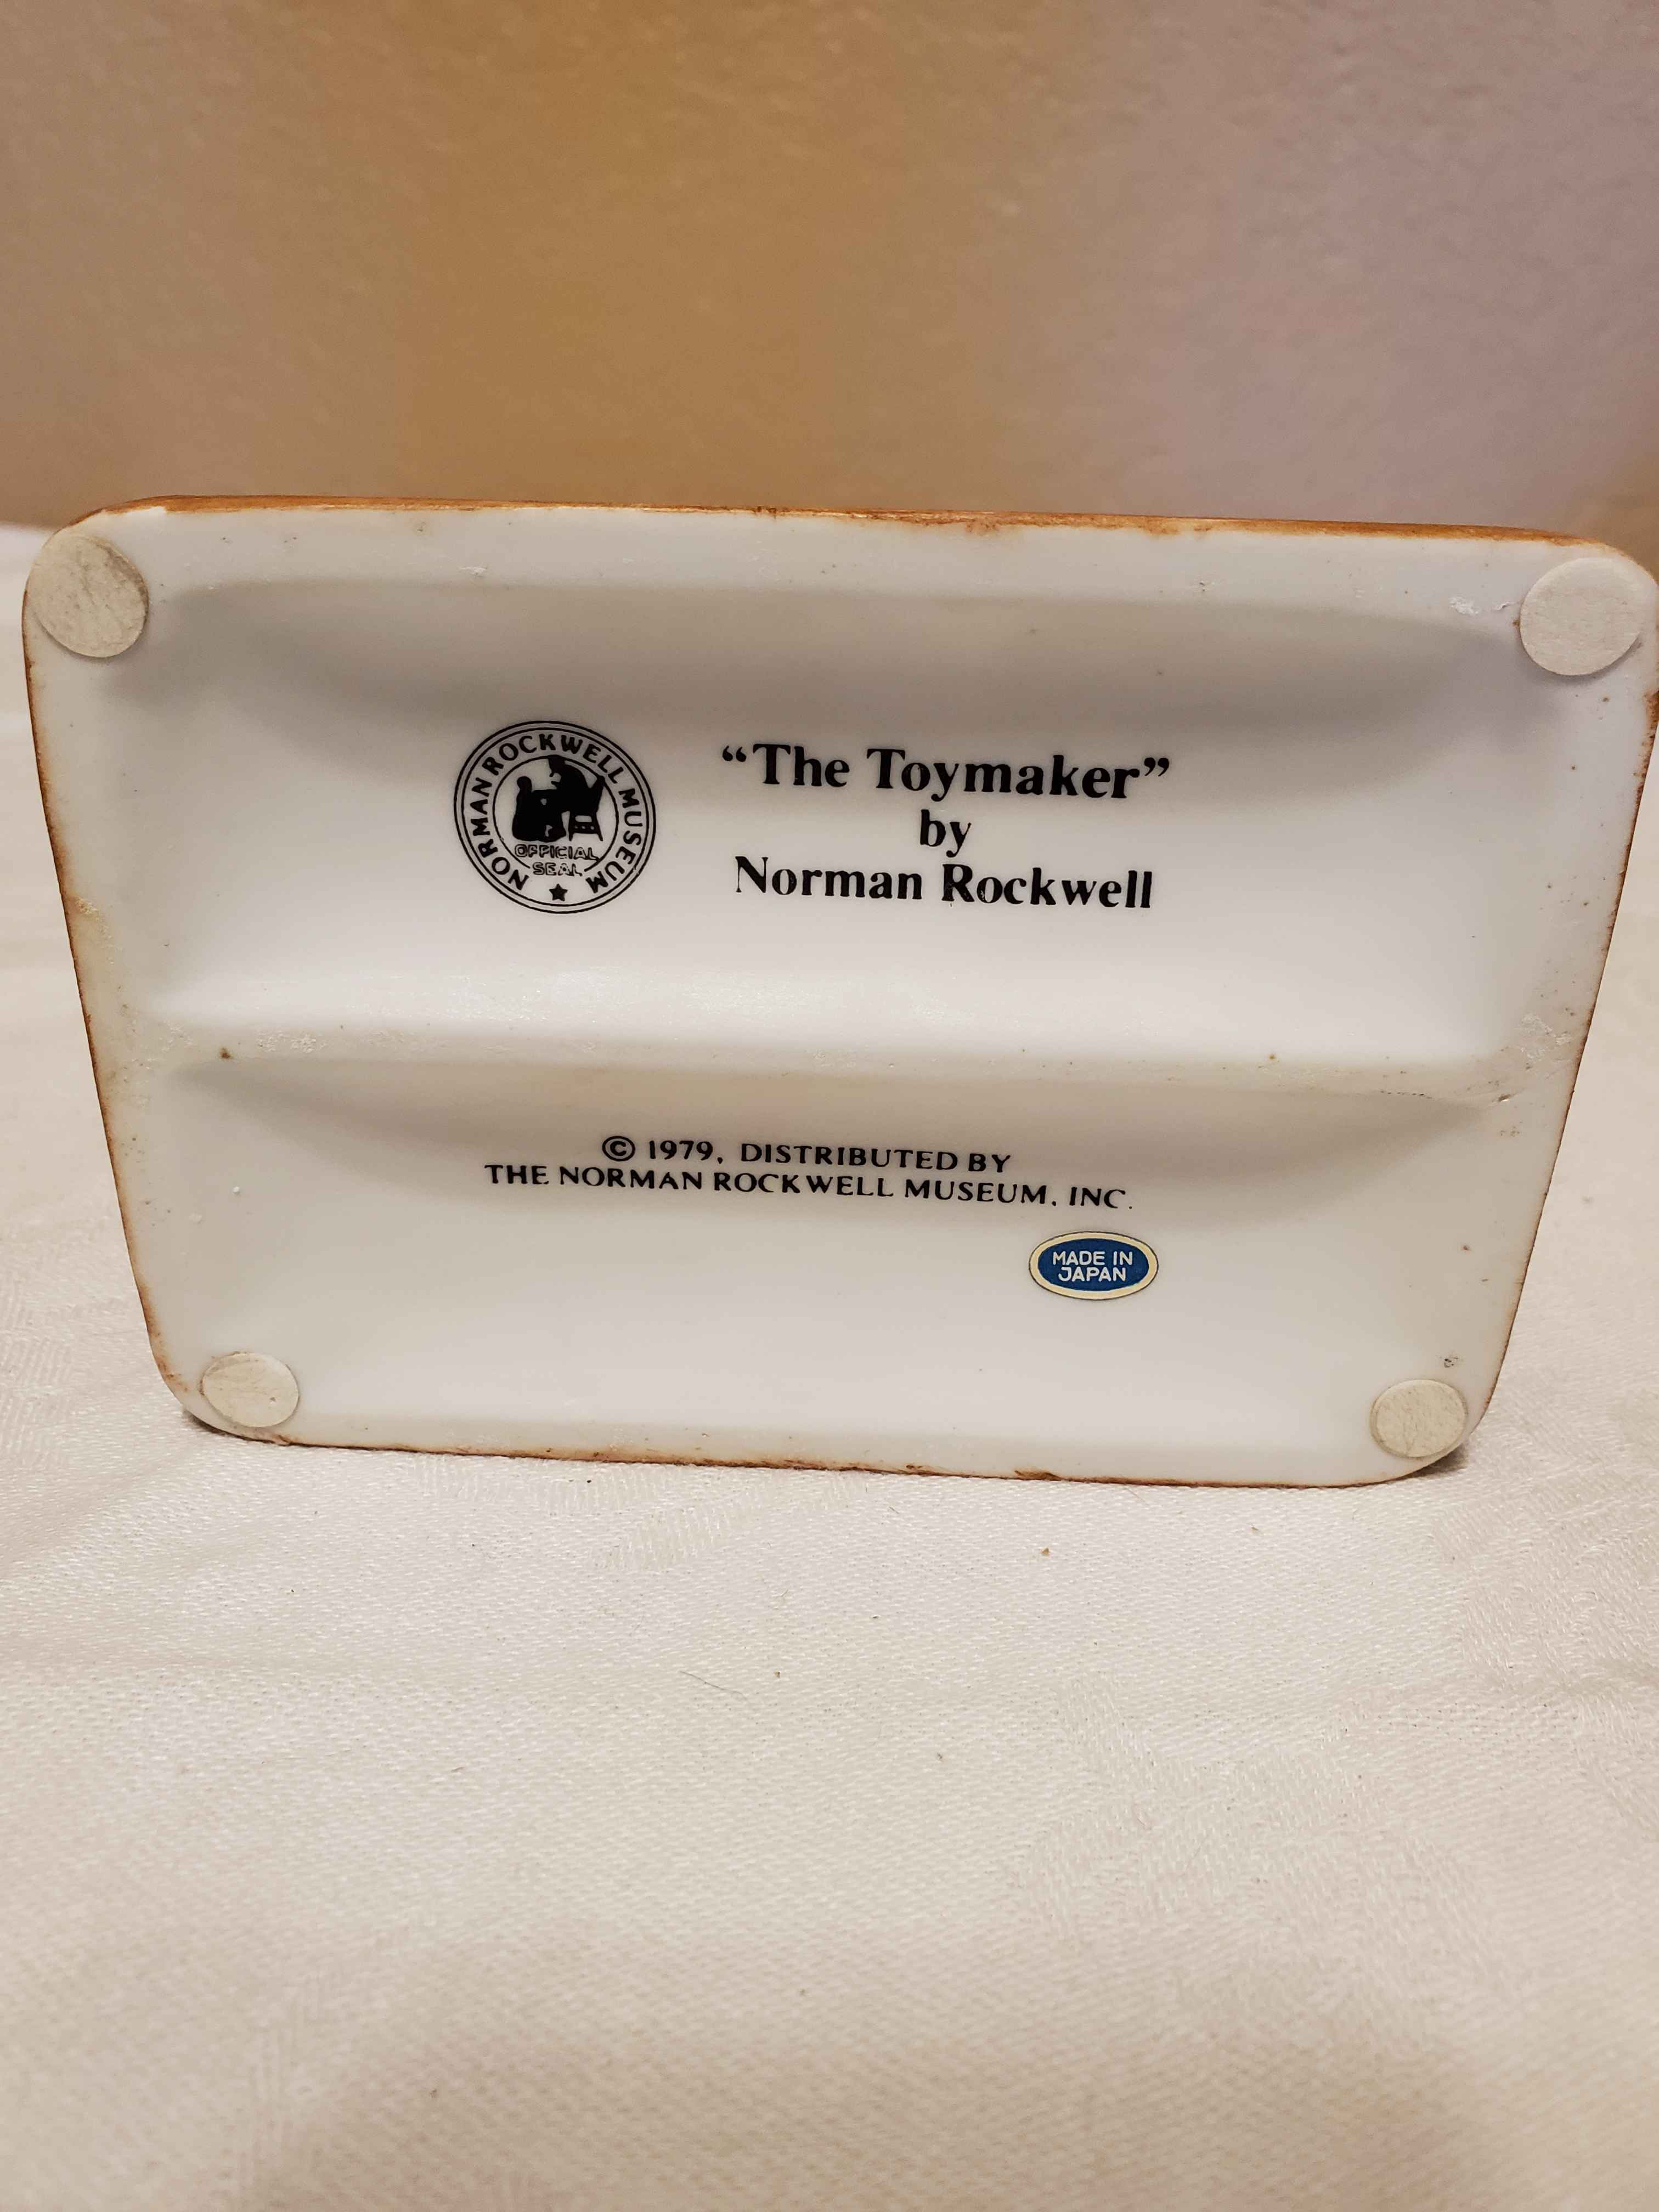 NORMAN ROCKWELL MUSEUM
OFFICIAL
SEAL
“The Toymaker”
by
Norman Rockwell
© 1979, DISTRIBUTED BY
THE NORMAN ROCKWELL MUSEUM, INC.
MADE IN
JAPAN